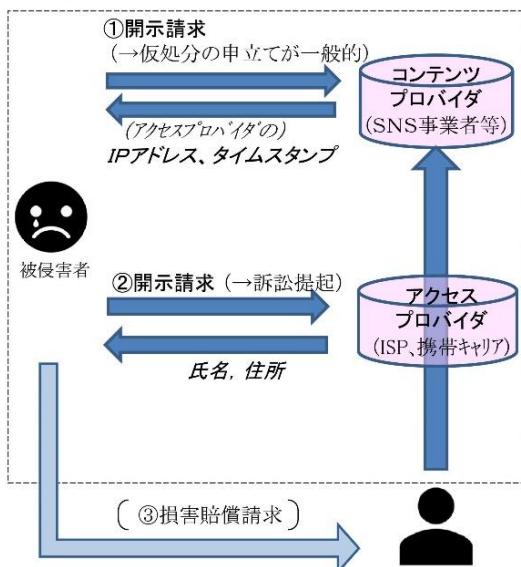 ①開示請求
(→仮処分の申立てが一般的)
コンテンツ
プロバイダ
(SNS事業者等)
(アクセスプロバイダの)
IPアドレス、タイムスタンプ
被侵害者
②開示請求 (→訴訟提起)
アクセス
プロバイダ
(ISP、携帯キャリア)
氏名, 住所
( ③損害賠償請求 )